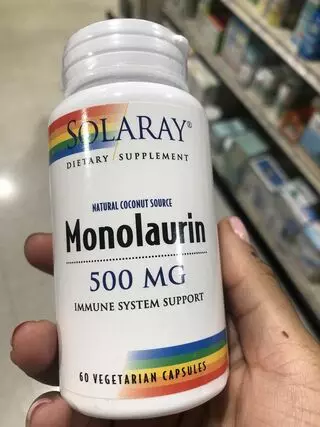 SOLARAY®
DIETARY SUPPLEMENT
NATURAL COCONUT SOURCE
Monolaurin
500 MG
IMMUNE SYSTEM SUPPORT
60 VEGETARIAN CAPSULES